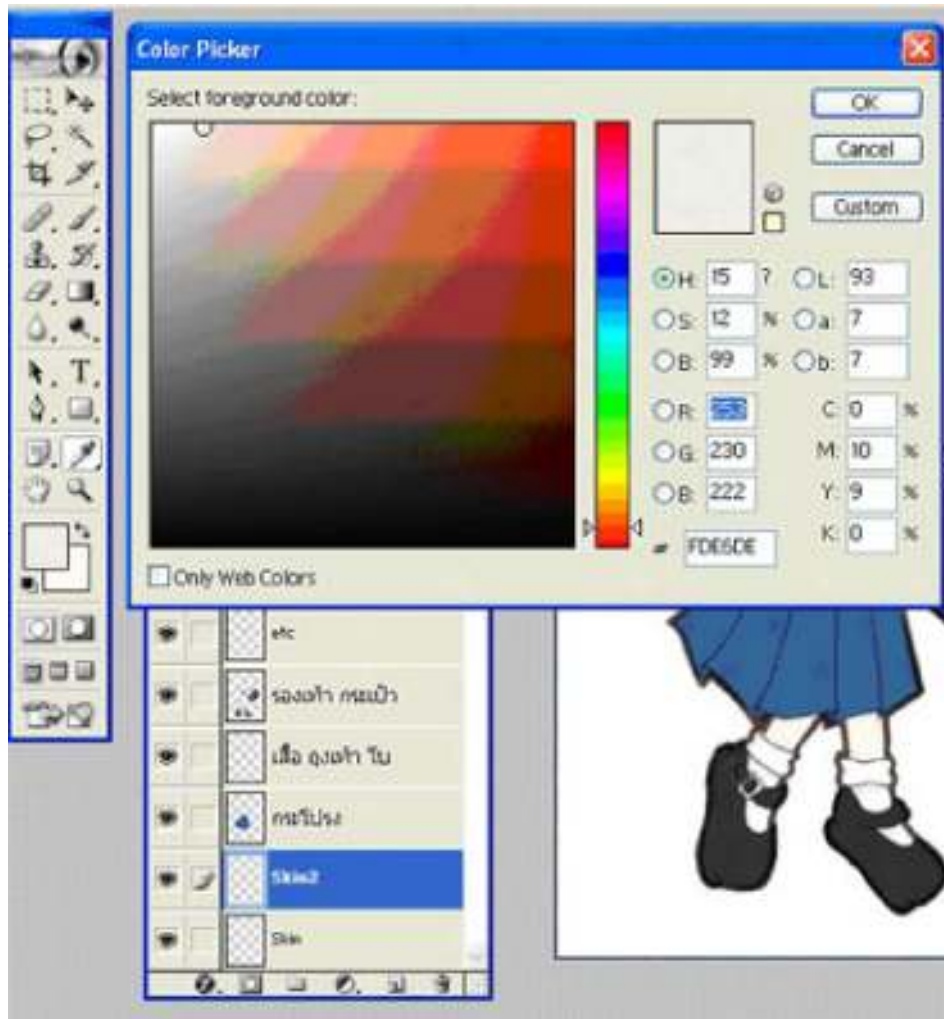 Color Picker
Select foreground color:
OK
Cancel
Custom
H: 15 ? L: 93
S: 12 % a: 7
B: 99 % b: 7
R: 253 C: 0 %
G: 230 M: 10 %
B: 222 Y: 9 %
# FDE6DE K: 0 %
Only Web Colors
etc
รองเท้า กระเป๋า
เสื้อ ถุงเท้า โบ
กระโปรง
Skin2
Skin